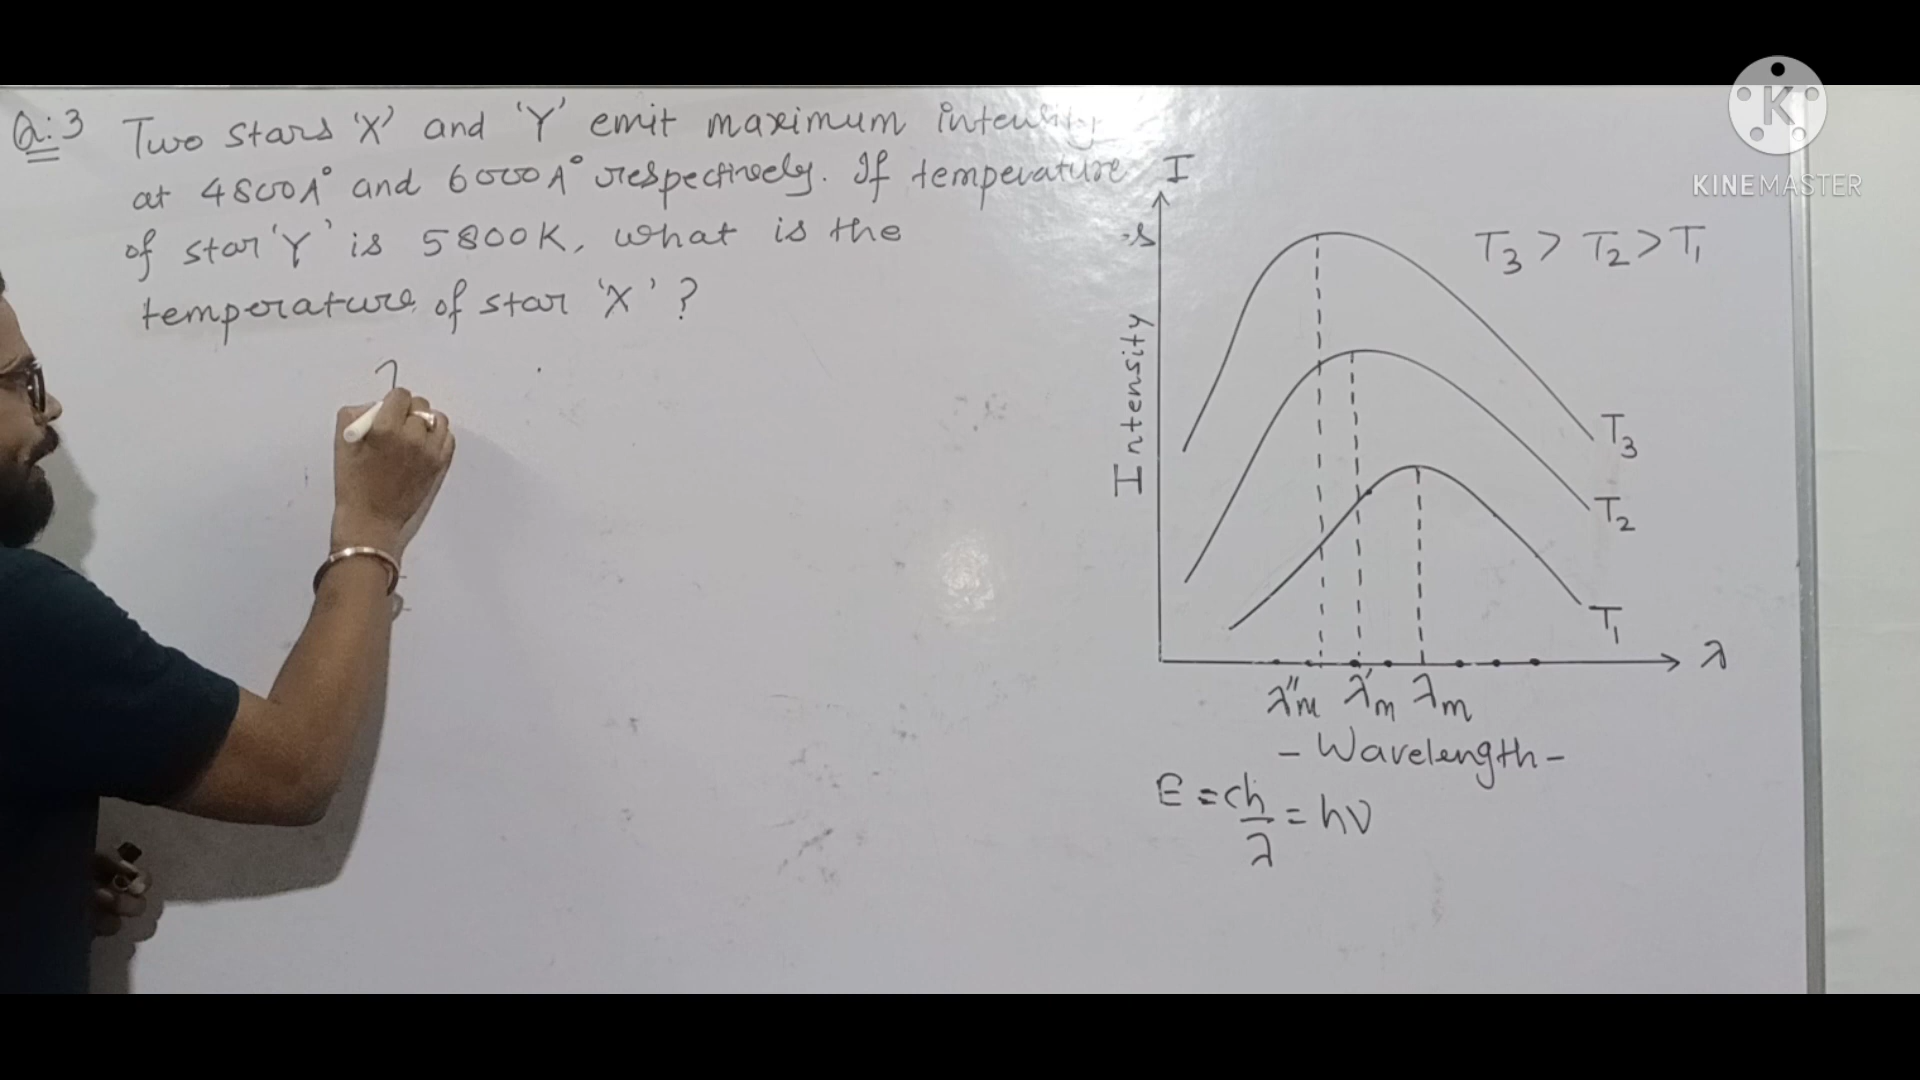 Q:3 Two stars 'X' and 'Y' emit maximum intensity
at 4800A° and 6000A° respectively. If temperature
of star 'Y' is 5800K, what is the
temperature of star 'X' ?
I
T3 > T2 > T1
Intensity
T3
T2
T1
λ
λ"m λ'm λm
- Wavelength -
E = ch/λ = hν
K
KINEMASTER